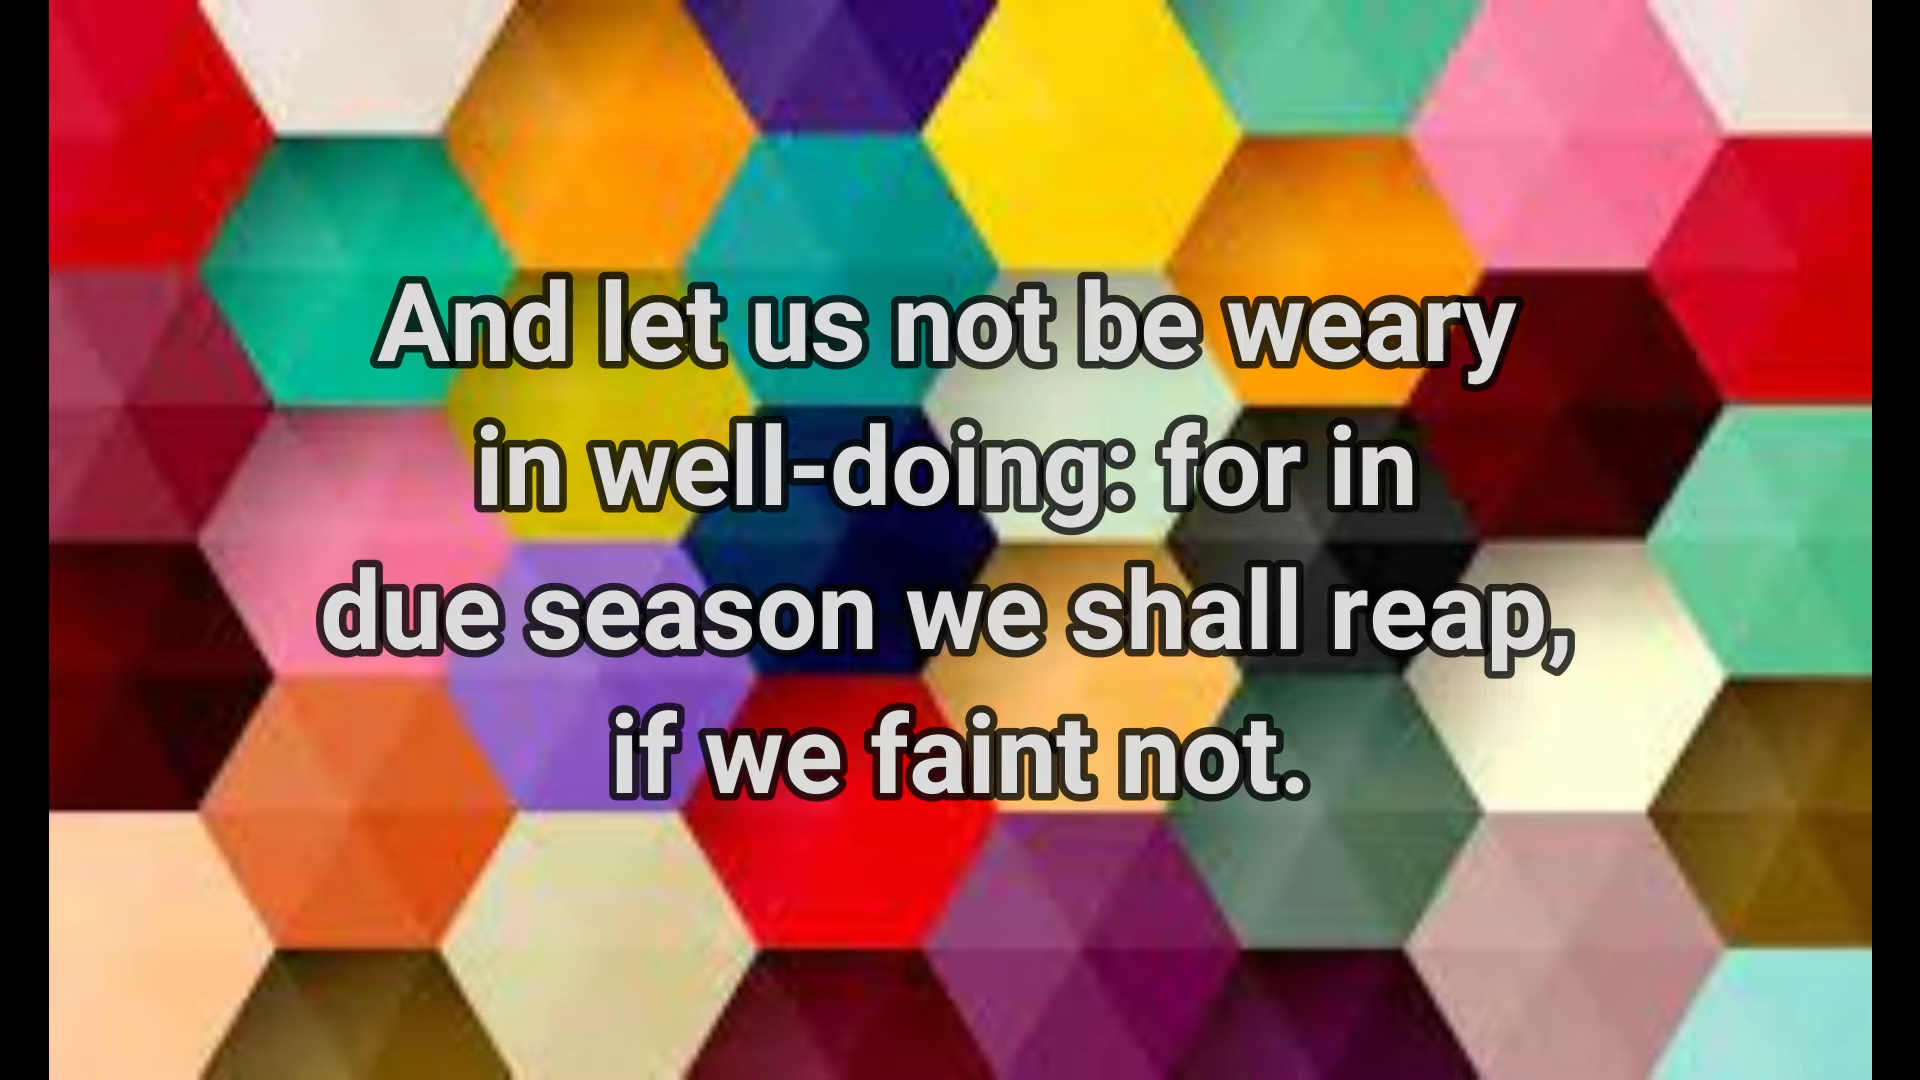 And let us not be weary
in well-doing: for in
due season we shall reap,
if we faint not.